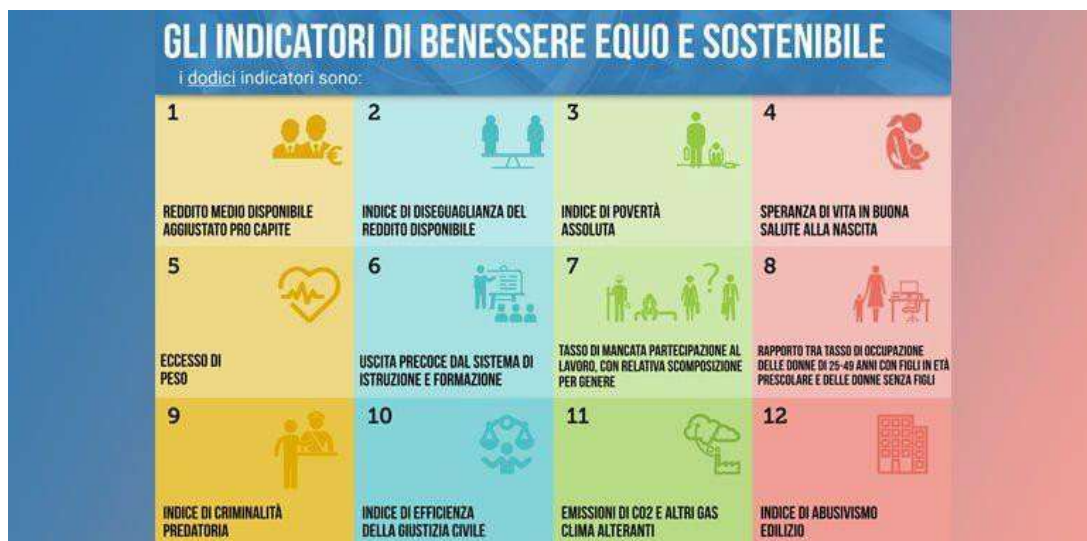 GLI INDICATORI DI BENESSERE EQUO E SOSTENIBILE
i dodici indicatori sono:
1
REDDITO MEDIO DISPONIBILE
AGGIUSTATO PRO CAPITE
2
INDICE DI DISEGUAGLIANZA DEL
REDDITO DISPONIBILE
3
INDICE DI POVERTÀ
ASSOLUTA
4
SPERANZA DI VITA IN BUONA
SALUTE ALLA NASCITA
5
ECCESSO DI
PESO
6
USCITA PRECOCE DAL SISTEMA DI
ISTRUZIONE E FORMAZIONE
7
?
TASSO DI MANCATA PARTECIPAZIONE AL
LAVORO, CON RELATIVA SCOMPOSIZIONE
PER GENERE
8
RAPPORTO TRA TASSO DI OCCUPAZIONE
DELLE DONNE DI 25-49 ANNI CON FIGLI IN ETÀ
PRESCOLARE E DELLE DONNE SENZA FIGLI
9
INDICE DI CRIMINALITÀ
PREDATORIA
10
INDICE DI EFFICIENZA
DELLA GIUSTIZIA CIVILE
11
EMISSIONI DI CO2 E ALTRI GAS
CLIMA ALTERANTI
12
INDICE DI ABUSIVISMO
EDILIZIO